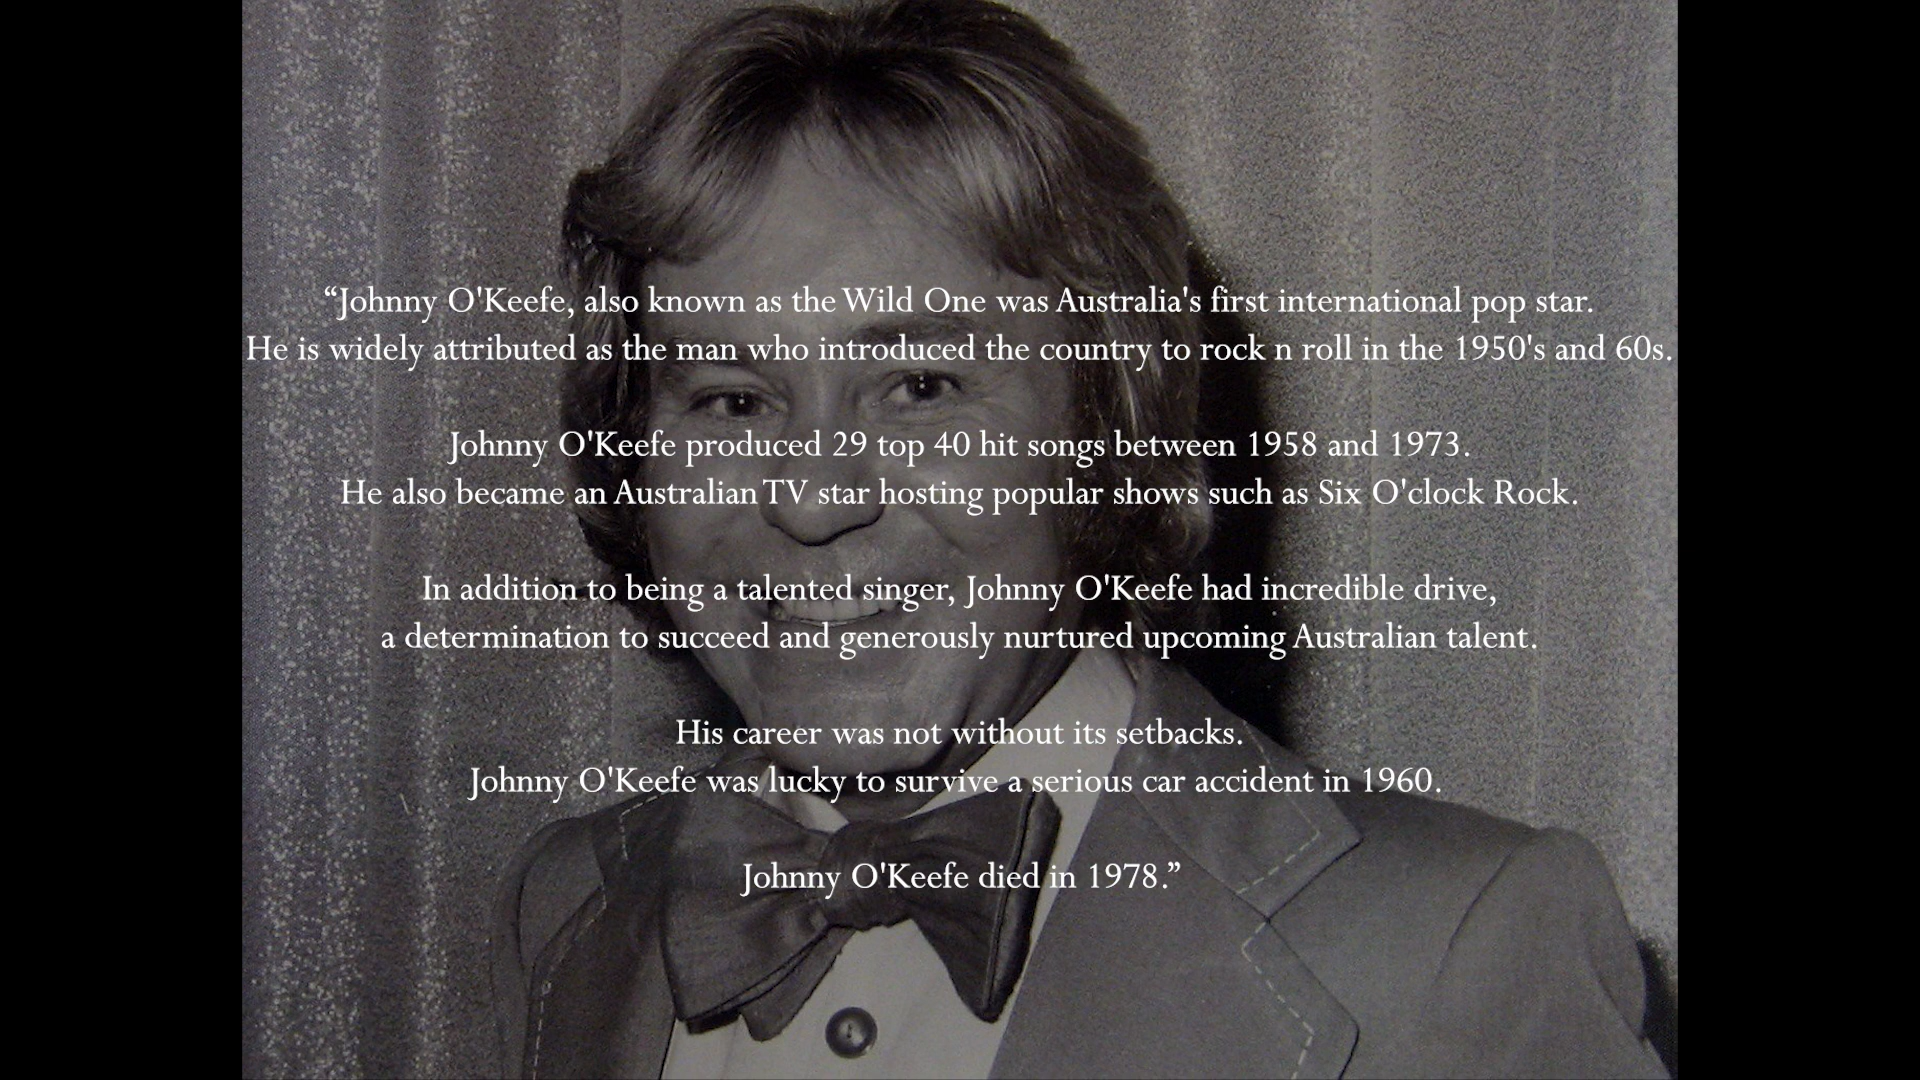 “Johnny O'Keefe, also known as the Wild One was Australia's first international pop star.
He is widely attributed as the man who introduced the country to rock n roll in the 1950's and 60s.
Johnny O'Keefe produced 29 top 40 hit songs between 1958 and 1973.
He also became an Australian TV star hosting popular shows such as Six O'clock Rock.
In addition to being a talented singer, Johnny O'Keefe had incredible drive,
a determination to succeed and generously nurtured upcoming Australian talent.
His career was not without its setbacks.
Johnny O'Keefe was lucky to survive a serious car accident in 1960.
Johnny O'Keefe died in 1978.”